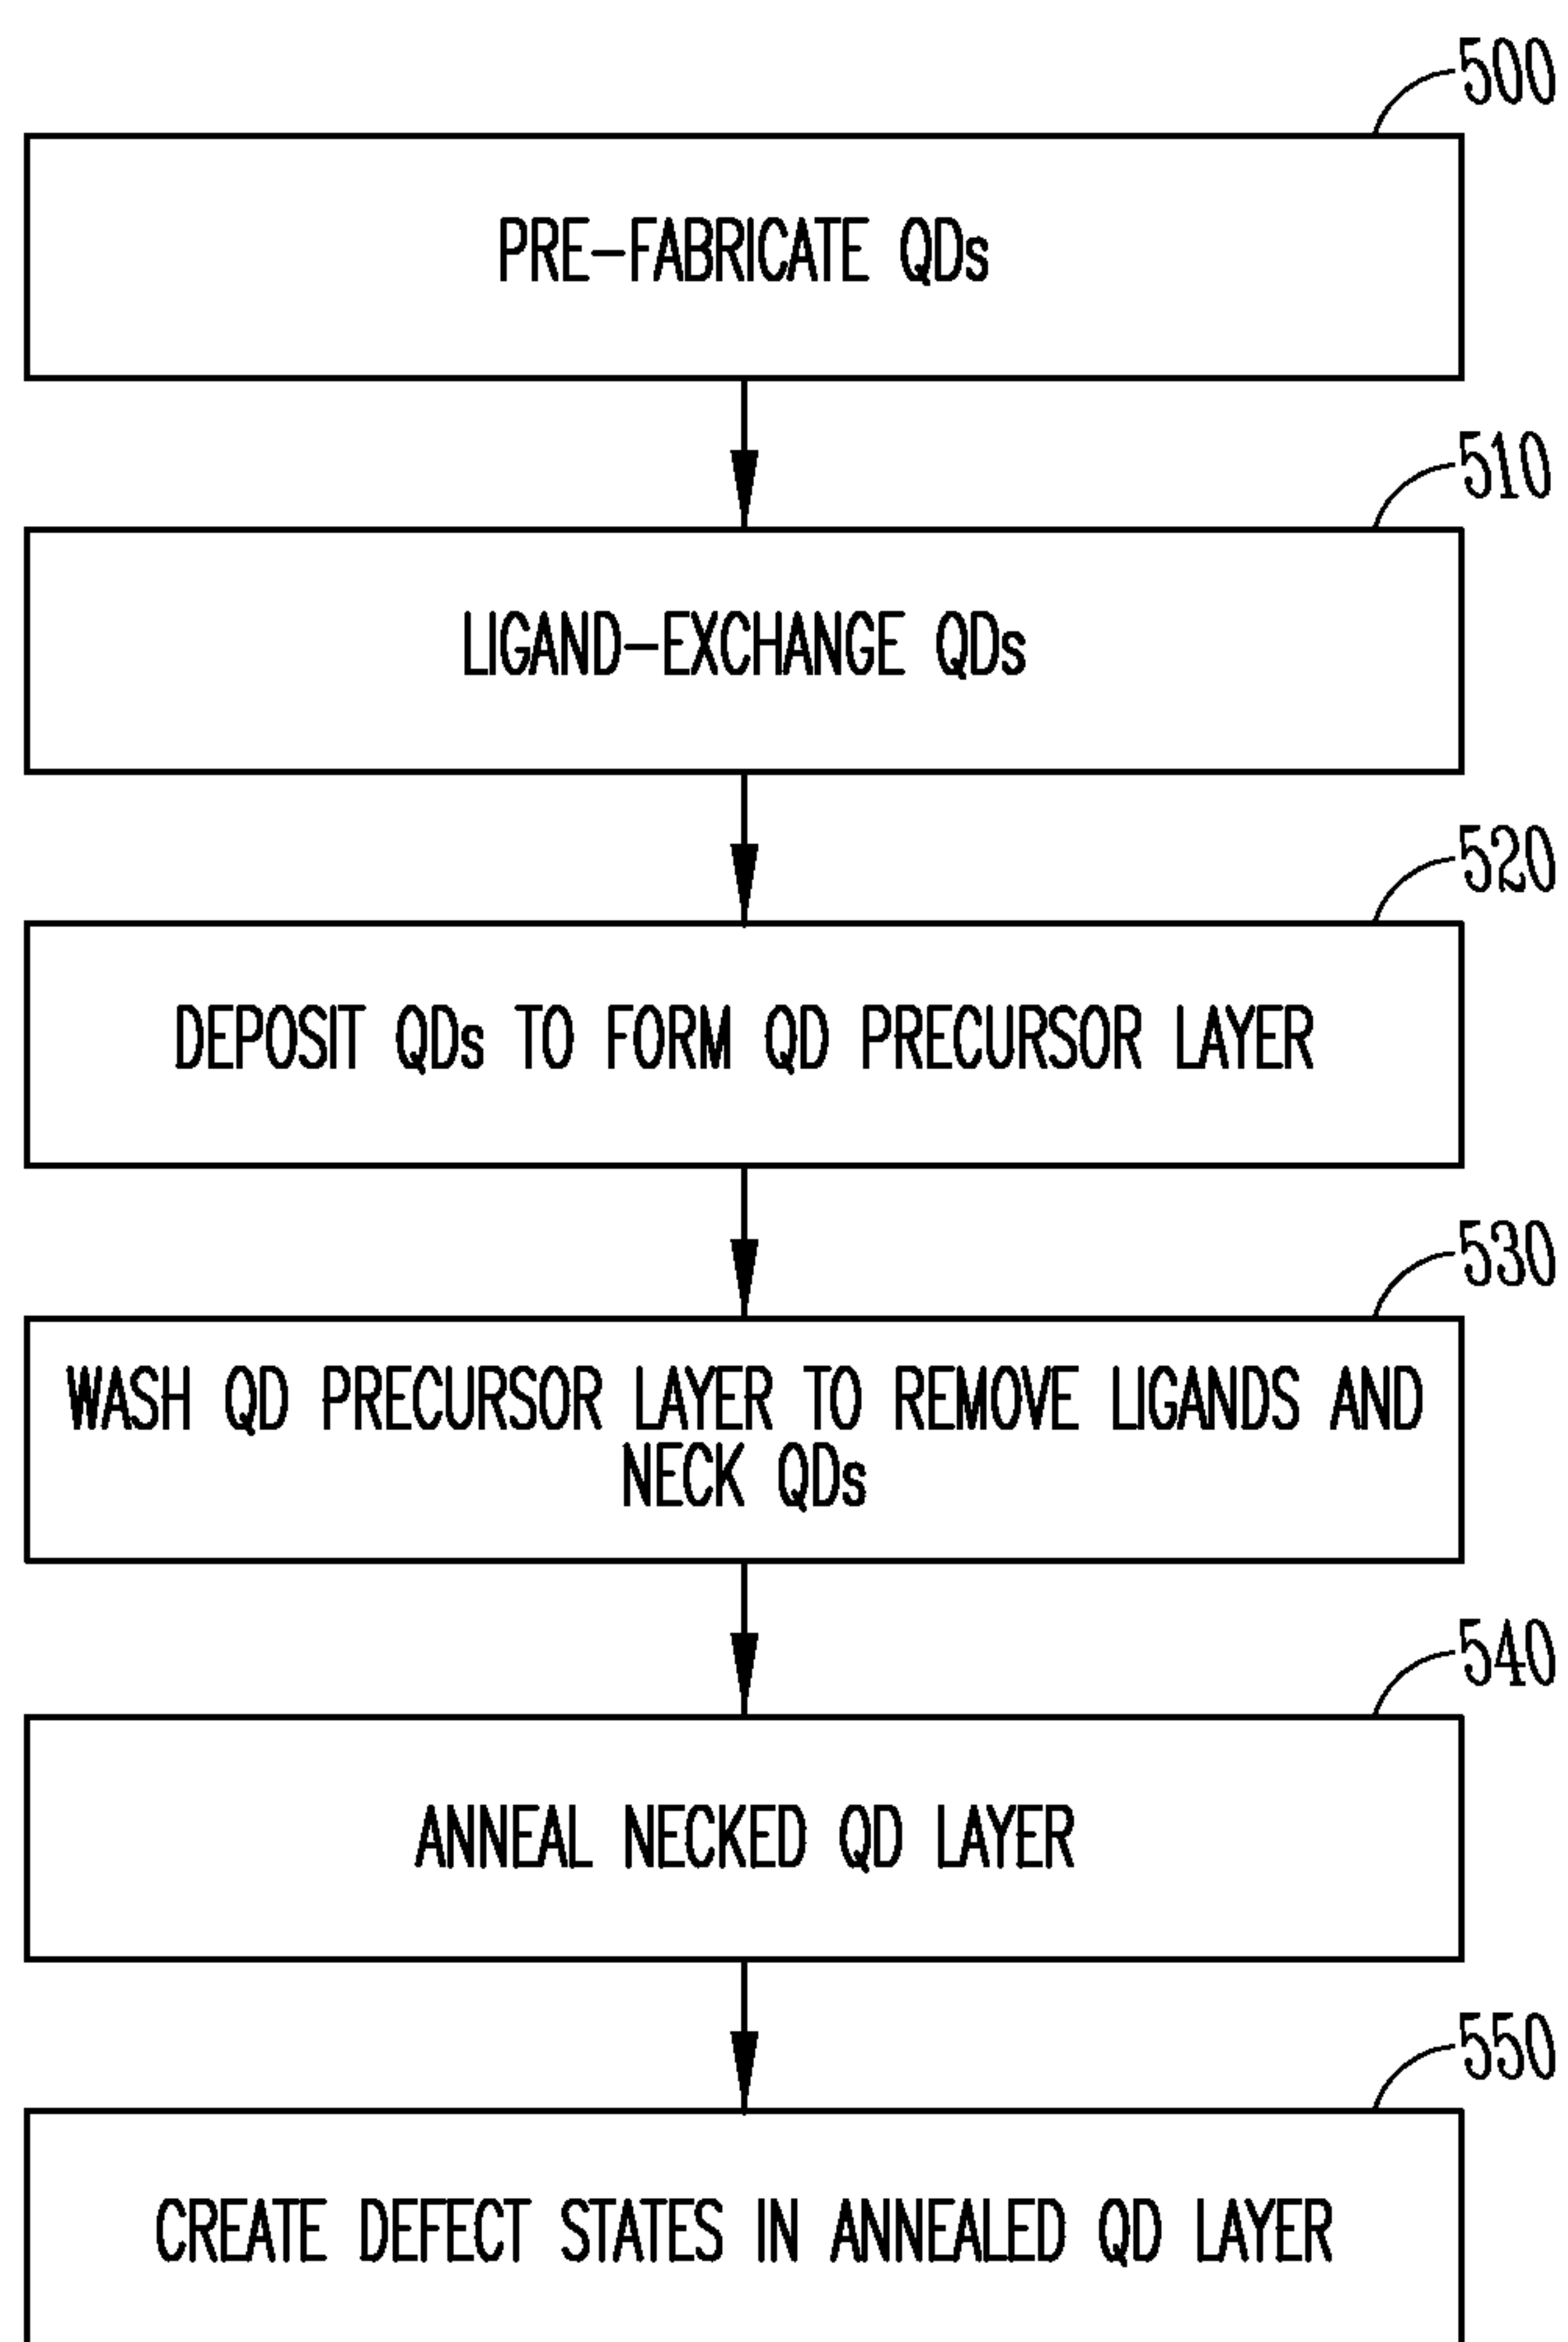 500
PRE-FABRICATE QDs
510
LIGAND-EXCHANGE QDs
520
DEPOSIT QDs TO FORM QD PRECURSOR LAYER
530
WASH QD PRECURSOR LAYER TO REMOVE LIGANDS AND
NECK QDs
540
ANNEAL NECKED QD LAYER
550
CREATE DEFECT STATES IN ANNEALED QD LAYER